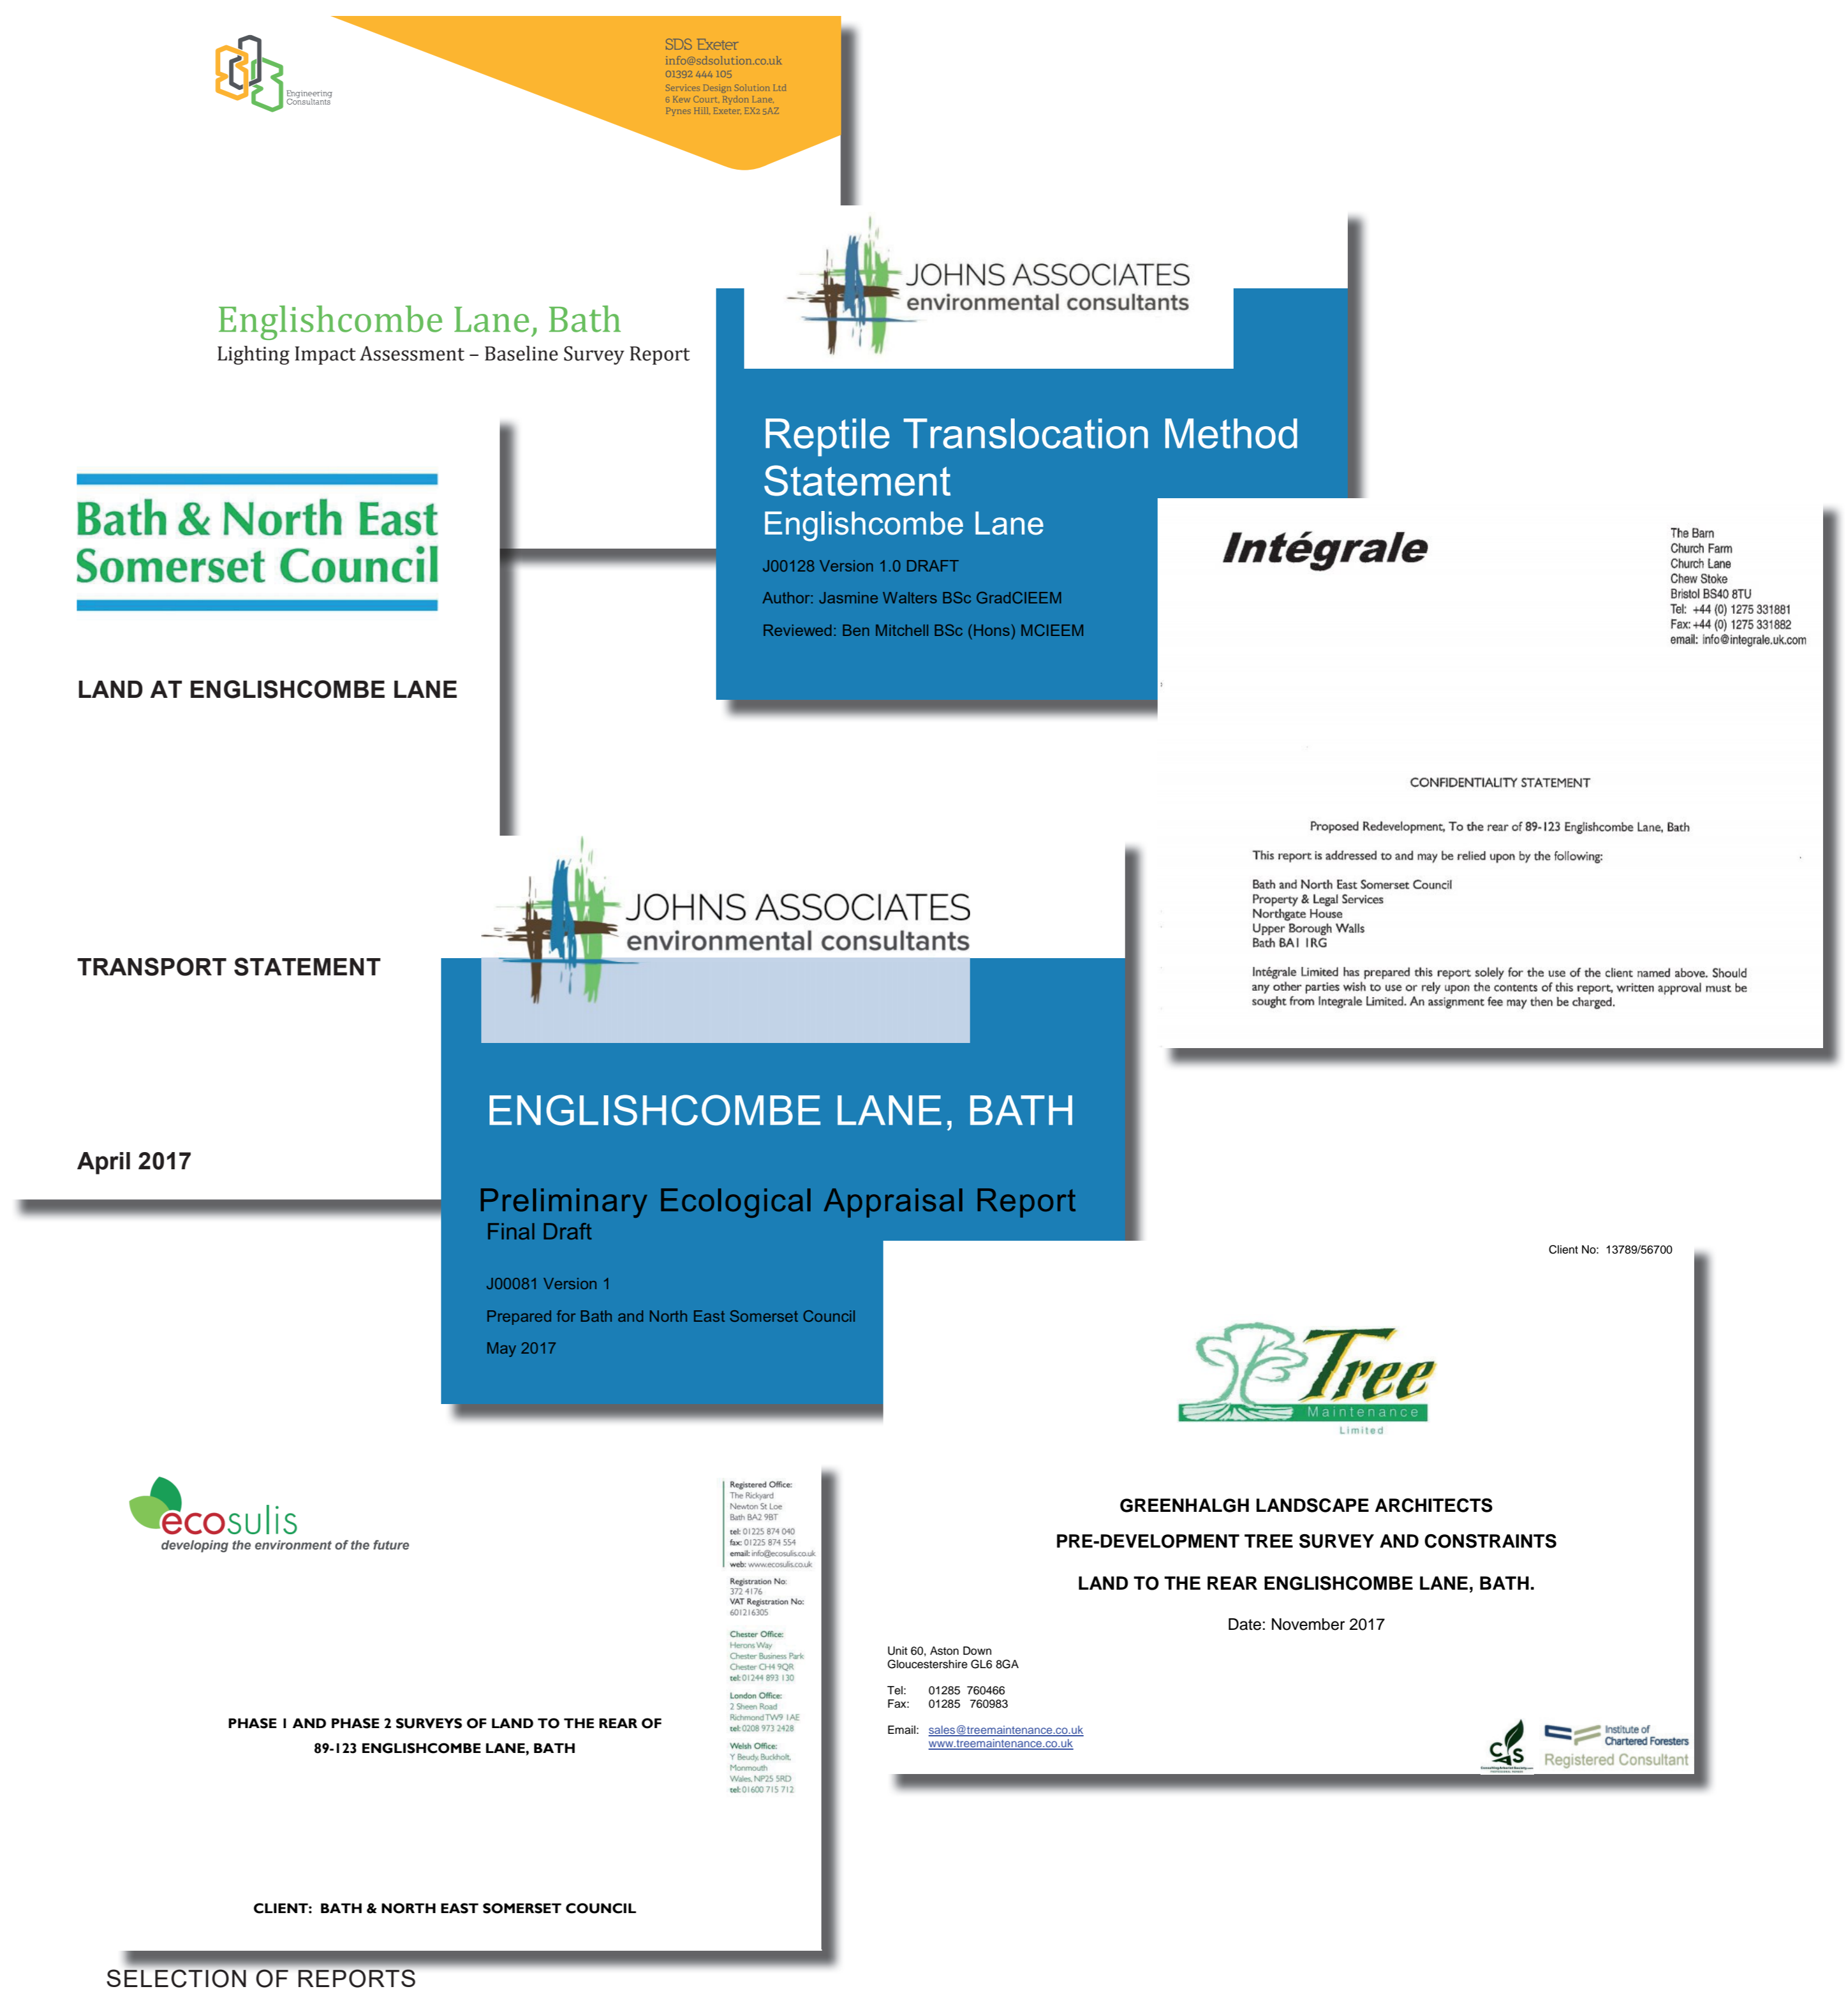 Engineering
Consultants
SDS Exeter
info@sdsolution.co.uk
01392 444 105
Services Design Solution Ltd
6 Kew Court, Rydon Lane,
Pynes Hill, Exeter, EX2 5AZ
Englishcombe Lane, Bath
Lighting Impact Assessment – Baseline Survey Report
JOHNS ASSOCIATES
environmental consultants
Reptile Translocation Method
Statement
Englishcombe Lane
J00128 Version 1.0 DRAFT
Author: Jasmine Walters BSc GradCIEEM
Reviewed: Ben Mitchell BSc (Hons) MCIEEM
Bath & North East
Somerset Council
LAND AT ENGLISHCOMBE LANE
TRANSPORT STATEMENT
April 2017
Intégrale
The Barn
Church Farm
Church Lane
Chew Stoke
Bristol BS40 8TU
Tel: +44 (0) 1275 331881
Fax: +44 (0) 1275 331882
email: info@integrale.uk.com
CONFIDENTIALITY STATEMENT
Proposed Redevelopment, To the rear of 89-123 Englishcombe Lane, Bath
This report is addressed to and may be relied upon by the following:
Bath and North East Somerset Council
Property & Legal Services
Northgate House
Upper Borough Walls
Bath BA1 1RG
Intégrale Limited has prepared this report solely for the use of the client named above. Should
any other parties wish to use or rely upon the contents of this report, written approval must be
sought from Integrale Limited. An assignment fee may then be charged.
JOHNS ASSOCIATES
environmental consultants
ENGLISHCOMBE LANE, BATH
Preliminary Ecological Appraisal Report
Final Draft
J00081 Version 1
Prepared for Bath and North East Somerset Council
May 2017
Client No: 13789/56700
Tree
Maintenance
Limited
GREENHALGH LANDSCAPE ARCHITECTS
PRE-DEVELOPMENT TREE SURVEY AND CONSTRAINTS
LAND TO THE REAR ENGLISHCOMBE LANE, BATH.
Date: November 2017
Unit 60, Aston Down
Gloucestershire GL6 8GA
Tel: 01285 760466
Fax: 01285 760983
Email: sales@treemaintenance.co.uk
www.treemaintenance.co.uk
CAS
Institute of
Chartered Foresters
Registered Consultant
ecosulis
developing the environment of the future
Registered Office:
The Rickyard
Newton St Loe
Bath BA2 9BT
tel: 01225 874 040
fax: 01225 874 554
email: info@ecosulis.co.uk
web: www.ecosulis.co.uk
Registration No:
372 4176
VAT Registration No:
601216305
Chester Office:
Herons Way
Chester Business Park
Chester CH4 9QR
tel: 01244 893 130
London Office:
2 Sheen Road
Richmond TW9 1AE
tel: 0208 973 2428
Welsh Office:
Y Beudy, Buckholt,
Monmouth
Wales, NP25 5RD
tel: 01600 715 712
PHASE 1 AND PHASE 2 SURVEYS OF LAND TO THE REAR OF
89-123 ENGLISHCOMBE LANE, BATH
CLIENT: BATH & NORTH EAST SOMERSET COUNCIL
SELECTION OF REPORTS